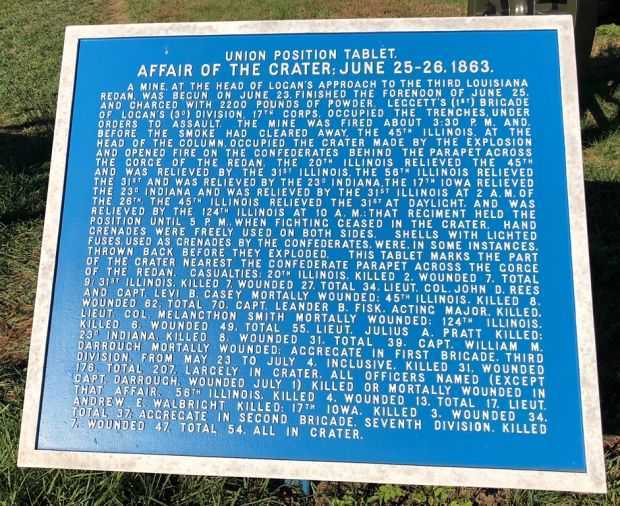 UNION POSITION TABLET.
AFFAIR OF THE CRATER; JUNE 25-26, 1863.
A MINE, AT THE HEAD OF LOGAN'S APPROACH TO THE THIRD LOUISIANA
REDAN, WAS BEGUN ON JUNE 23, FINISHED THE FORENOON OF JUNE 25,
AND CHARGED WITH 2200 POUNDS OF POWDER. LEGGETT'S (1ST) BRIGADE
OF LOGAN'S (3D) DIVISION, 17TH CORPS, OCCUPIED THE TRENCHES, UNDER
ORDERS TO ASSAULT. THE MINE WAS FIRED ABOUT 3:30 P. M. AND,
BEFORE THE SMOKE HAD CLEARED AWAY, THE 45TH ILLINOIS, AT THE
HEAD OF THE COLUMN, OCCUPIED THE CRATER MADE BY THE EXPLOSION
AND OPENED FIRE ON THE CONFEDERATES BEHIND THE PARAPET ACROSS
THE GORGE OF THE REDAN. THE 20TH ILLINOIS RELIEVED THE 45TH
AND WAS RELIEVED BY THE 31ST ILLINOIS, THE 56TH ILLINOIS RELIEVED
THE 31ST AND WAS RELIEVED BY THE 23D INDIANA, THE 17TH IOWA RELIEVED
THE 23D INDIANA AND WAS RELIEVED BY THE 31ST ILLINOIS AT 2 A. M. OF
THE 26TH, THE 45TH ILLINOIS RELIEVED THE 31ST AT DAYLIGHT, AND WAS
RELIEVED BY THE 124TH ILLINOIS AT 10 A. M.: THAT REGIMENT HELD THE
POSITION UNTIL 5 P. M. WHEN FIGHTING CEASED IN THE CRATER. HAND
GRENADES WERE FREELY USED ON BOTH SIDES. SHELLS WITH LIGHTED
FUSES, USED AS GRENADES BY THE CONFEDERATES, WERE, IN SOME INSTANCES,
THROWN BACK BEFORE THEY EXPLODED. THIS TABLET MARKS THE PART
OF THE CRATER NEAREST THE CONFEDERATE PARAPET ACROSS THE GORGE
OF THE REDAN. CASUALTIES: 20TH ILLINOIS, KILLED 2, WOUNDED 7, TOTAL
9; 31ST ILLINOIS, KILLED 7, WOUNDED 27, TOTAL 34, LIEUT. COL. JOHN D. REES
AND CAPT. LEVI B. CASEY MORTALLY WOUNDED; 45TH ILLINOIS, KILLED 8,
WOUNDED 62, TOTAL 70, CAPT. LEANDER B. FISK, ACTING MAJOR, KILLED,
LIEUT. COL. MELANCTHON SMITH MORTALLY WOUNDED; 124TH ILLINOIS,
KILLED 6, WOUNDED 49, TOTAL 55, LIEUT. JULIUS A. PRATT KILLED;
23D INDIANA, KILLED 8, WOUNDED 31, TOTAL 39, CAPT. WILLIAM M.
DARROUGH MORTALLY WOUNDED; AGGREGATE IN FIRST BRIGADE, THIRD
DIVISION, FROM MAY 23 TO JULY 4, INCLUSIVE, KILLED 31, WOUNDED
176, TOTAL 207, LARGELY IN CRATER. ALL OFFICERS NAMED (EXCEPT
CAPT. DARROUGH, WOUNDED JULY 1) KILLED OR MORTALLY WOUNDED IN
THAT AFFAIR. 56TH ILLINOIS, KILLED 4, WOUNDED 13, TOTAL 17, LIEUT.
ANDREW E. WALBRICHT KILLED; 17TH IOWA, KILLED 3, WOUNDED 34,
TOTAL 37; AGGREGATE IN SECOND BRIGADE, SEVENTH DIVISION, KILLED
7, WOUNDED 47, TOTAL 54, ALL IN CRATER.